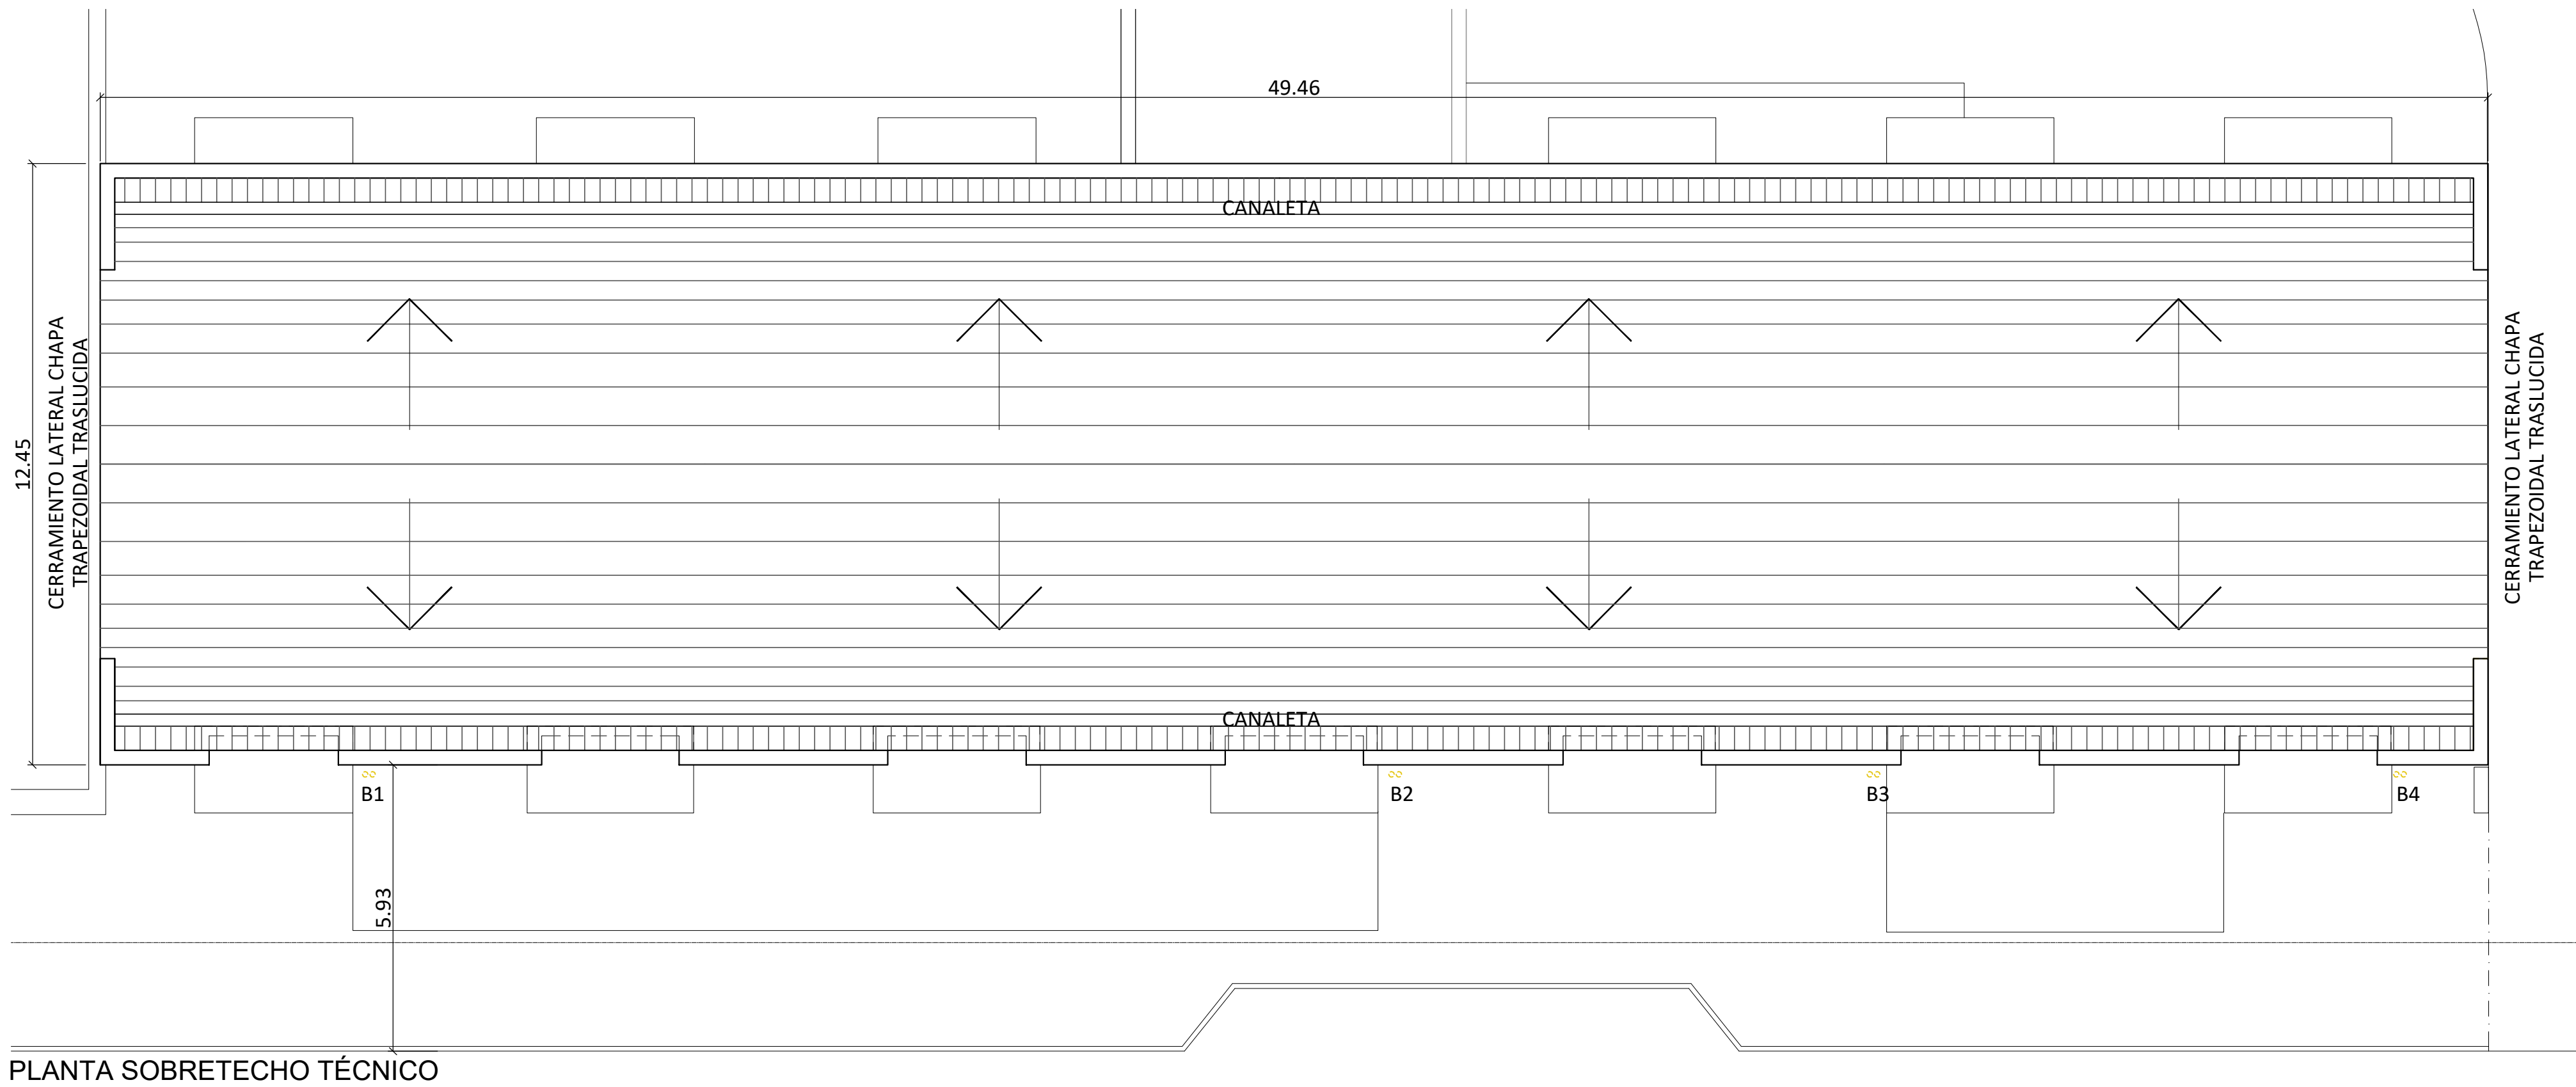 49.46
CANALETA
CERRAMIENTO LATERAL CHAPA
TRAPEZOIDAL TRASLUCIDA
12.45
CERRAMIENTO LATERAL CHAPA
TRAPEZOIDAL TRASLUCIDA
CANALETA
B1
B2
B3
B4
5.93
PLANTA SOBRETECHO TÉCNICO